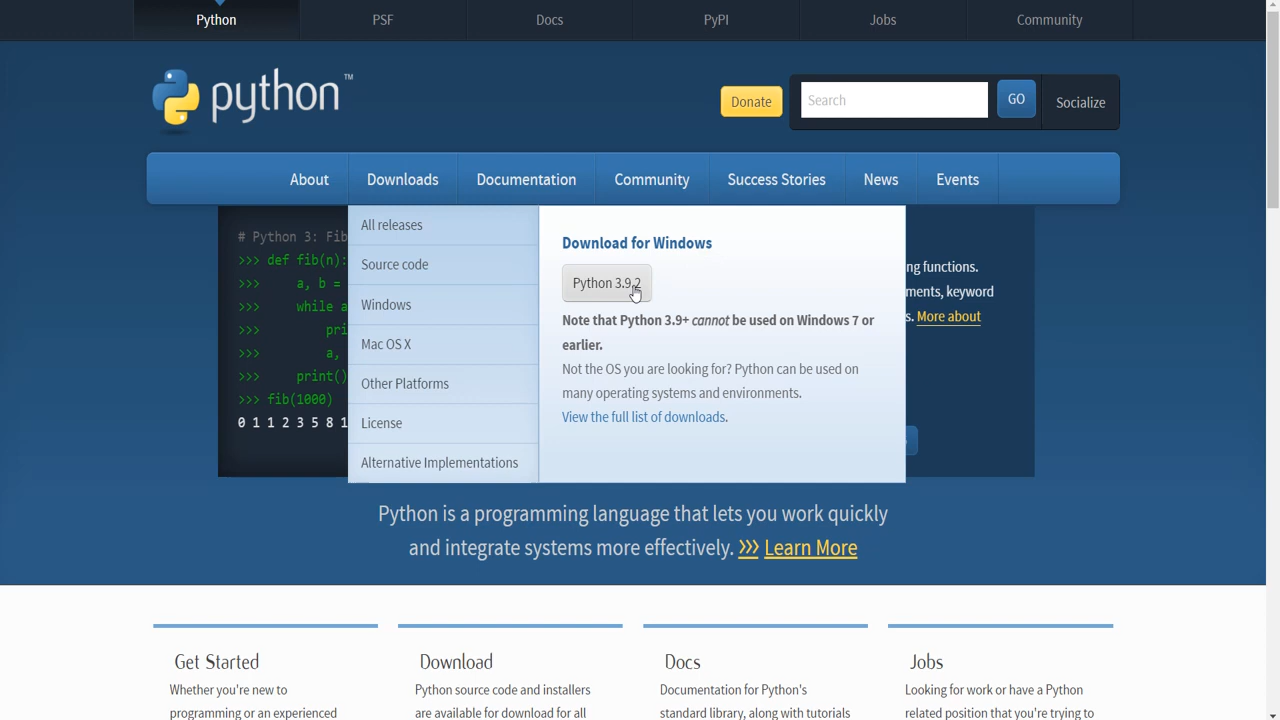 Python PSF Docs PyPI Jobs Community
python™
Donate Search GO Socialize
About Downloads Documentation Community Success Stories News Events
# Python 3: Fib
>>> def fib(n):
>>> a, b =
>>> while a
>>> pri
>>> a,
>>> print()
>>> fib(1000)
0 1 1 2 3 5 8 1
All releases
Source code
Windows
Mac OS X
Other Platforms
License
Alternative Implementations
Download for Windows
Python 3.9.2
Note that Python 3.9+ cannot be used on Windows 7 or
earlier.
Not the OS you are looking for? Python can be used on
many operating systems and environments.
View the full list of downloads.
ng functions.
ments, keyword
s. More about
Python is a programming language that lets you work quickly
and integrate systems more effectively. >>> Learn More
Get Started
Whether you're new to
programming or an experienced
Download
Python source code and installers
are available for download for all
Docs
Documentation for Python's
standard library, along with tutorials
Jobs
Looking for work or have a Python
related position that you're trying to